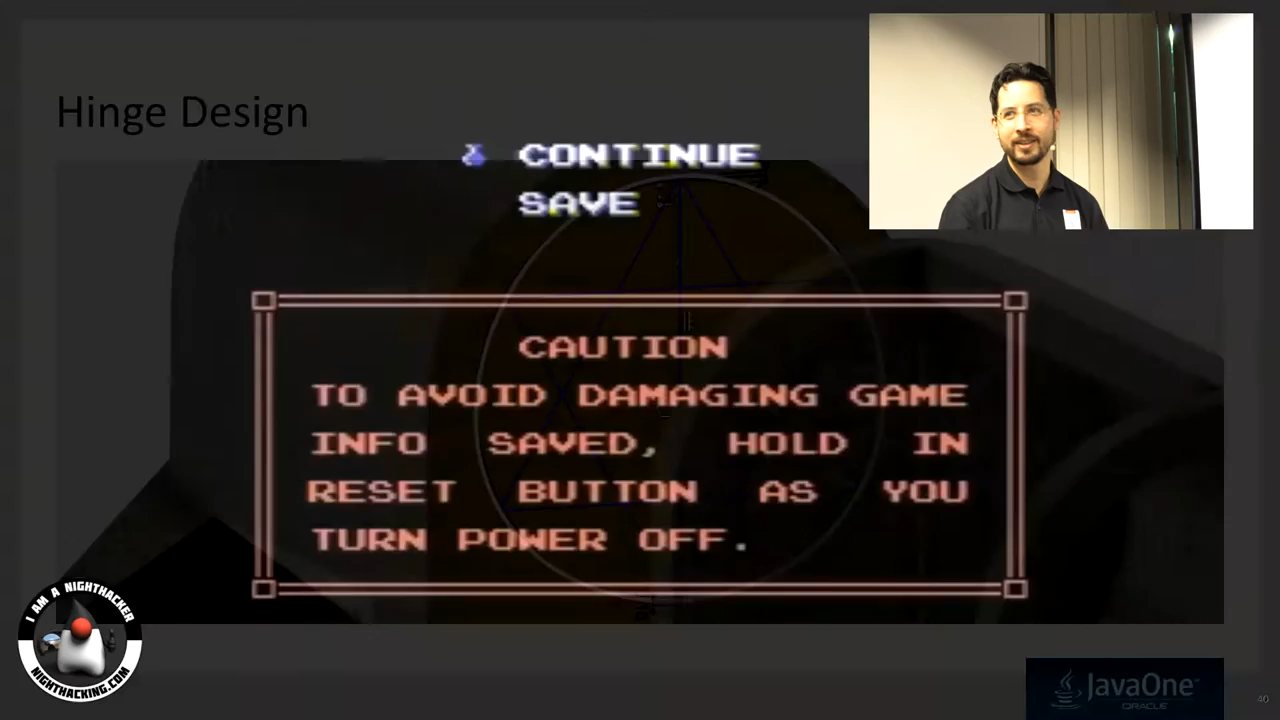 Hinge Design
CONTINUE
SAVE
CAUTION
TO AVOID DAMAGING GAME
INFO SAVED, HOLD IN
RESET BUTTON AS YOU
TURN POWER OFF.
I AM A NIGHTHACKER
NIGHTHACKING.COM
JavaOne
ORACLE
40